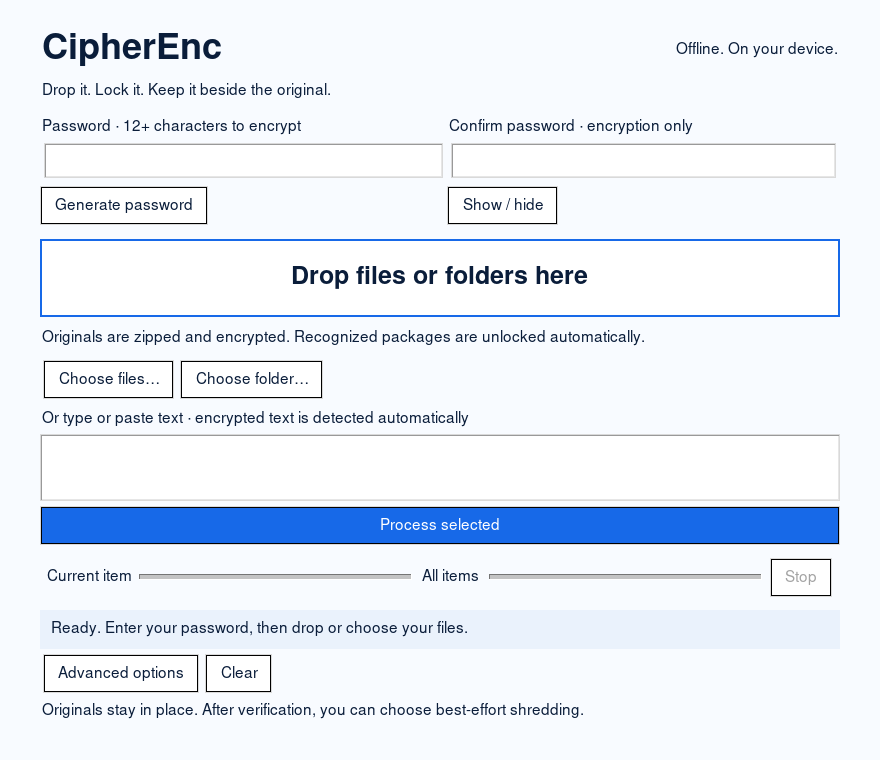 CipherEnc
Offline. On your device.
Drop it. Lock it. Keep it beside the original.
Password · 12+ characters to encrypt
Confirm password · encryption only
Generate password
Show / hide
Drop files or folders here
Originals are zipped and encrypted. Recognized packages are unlocked automatically.
Choose files…
Choose folder…
Or type or paste text · encrypted text is detected automatically
Process selected
Current item
All items
Stop
Ready. Enter your password, then drop or choose your files.
Advanced options
Clear
Originals stay in place. After verification, you can choose best-effort shredding.